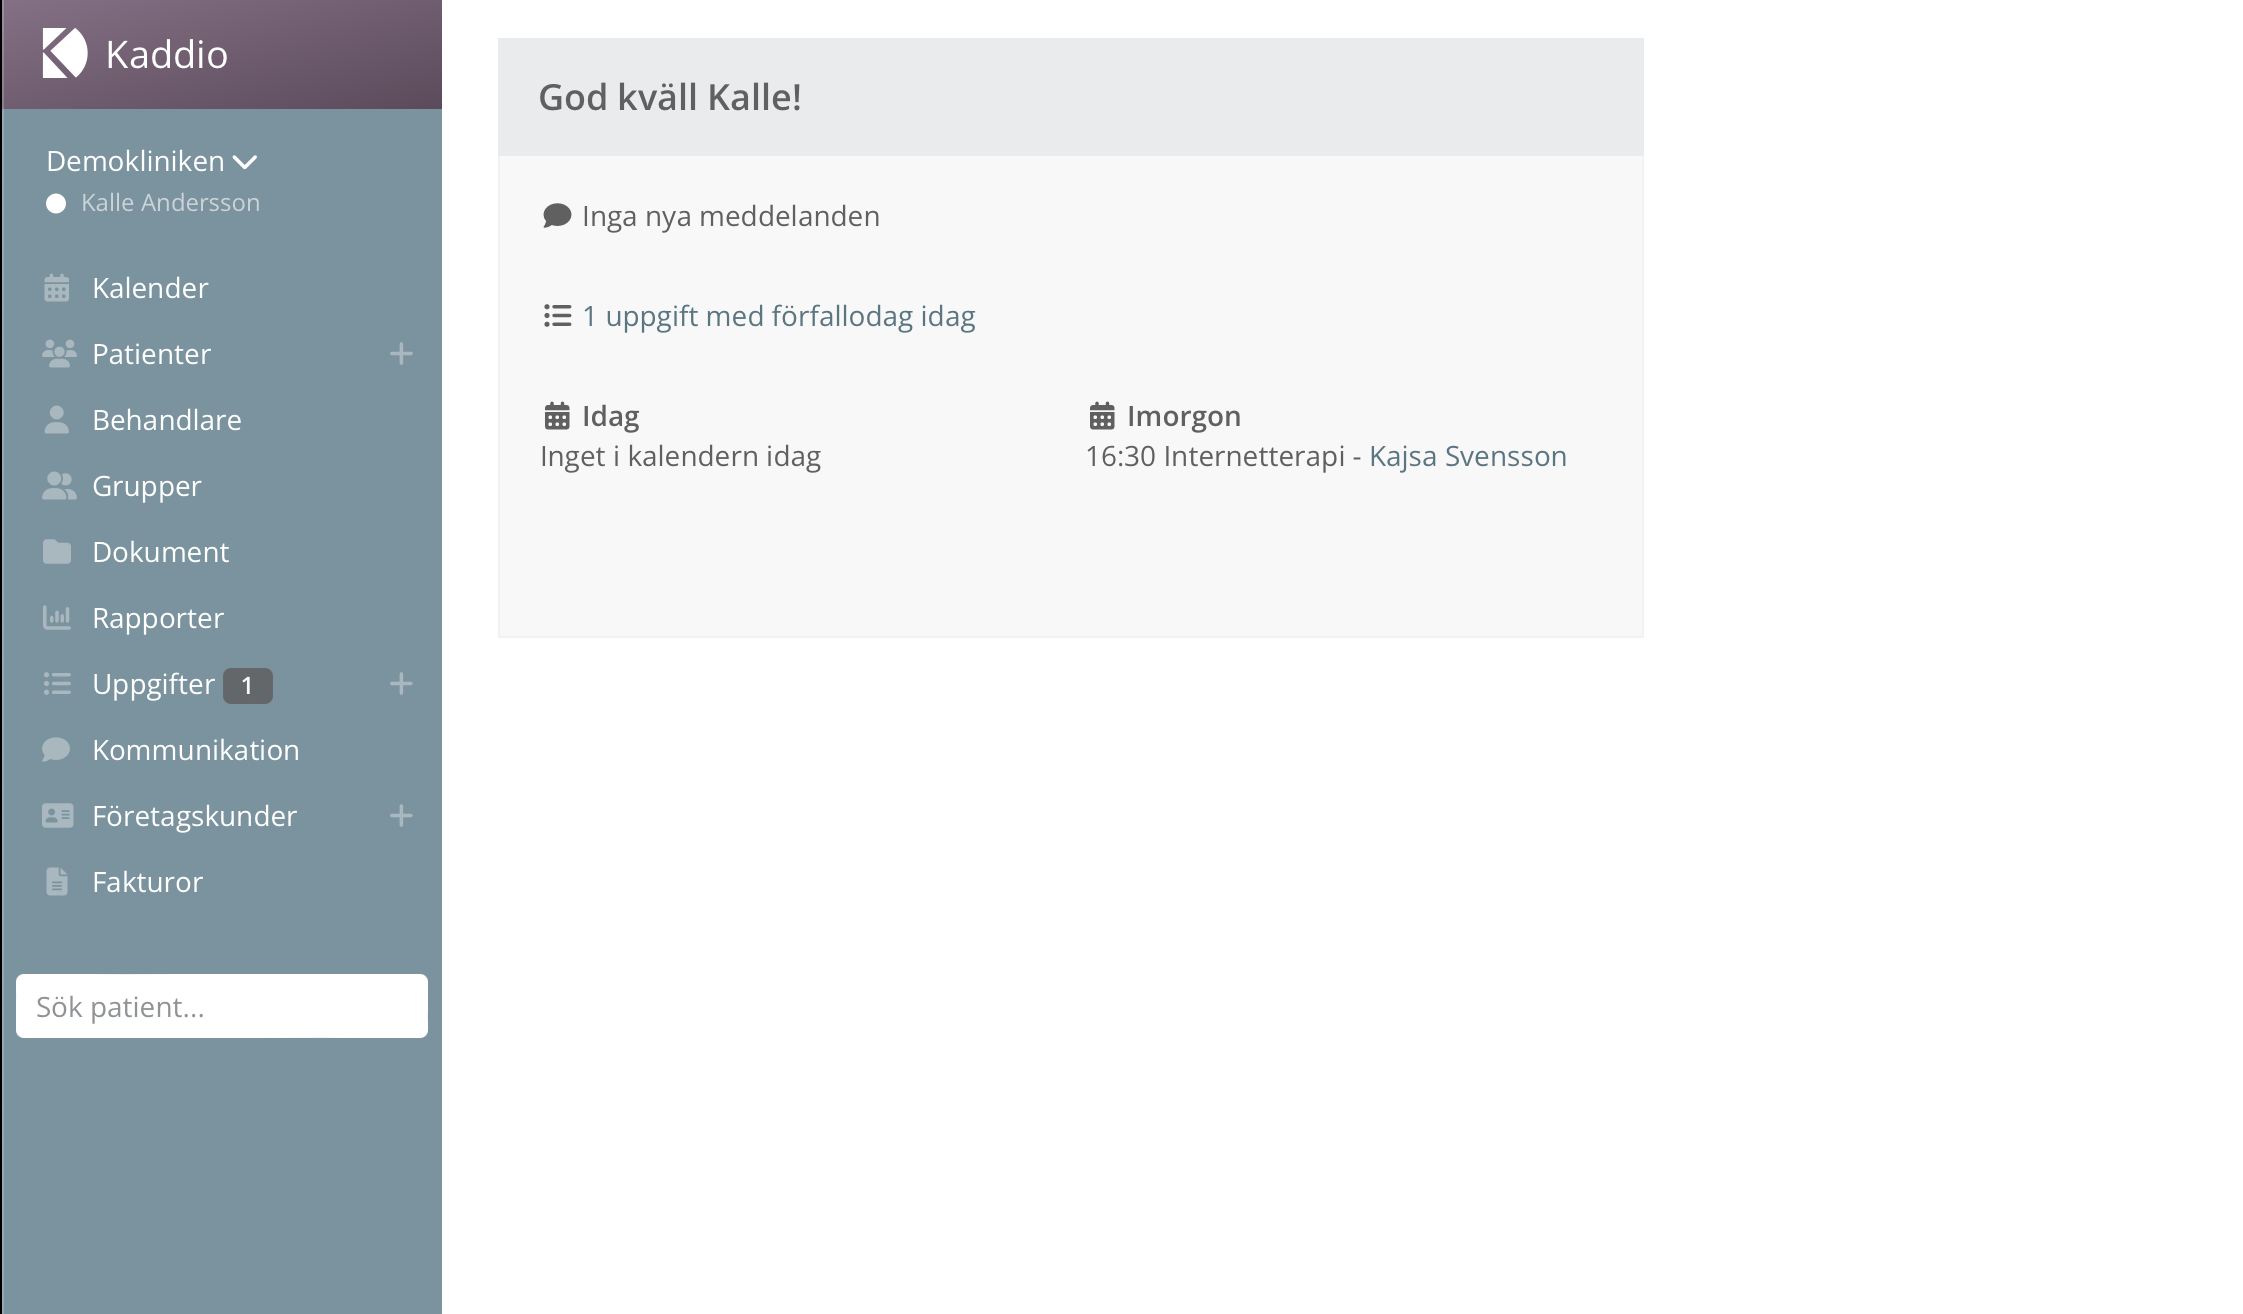 Kaddio
Demokliniken
Kalle Andersson
Kalender
Patienter
Behandlare
Grupper
Dokument
Rapporter
Uppgifter 1
Kommunikation
Företagskunder
Fakturor
Sök patient...
God kväll Kalle!
Inga nya meddelanden
1 uppgift med förfallodag idag
Idag
Inget i kalendern idag
Imorgon
16:30 Internetterapi - Kajsa Svensson